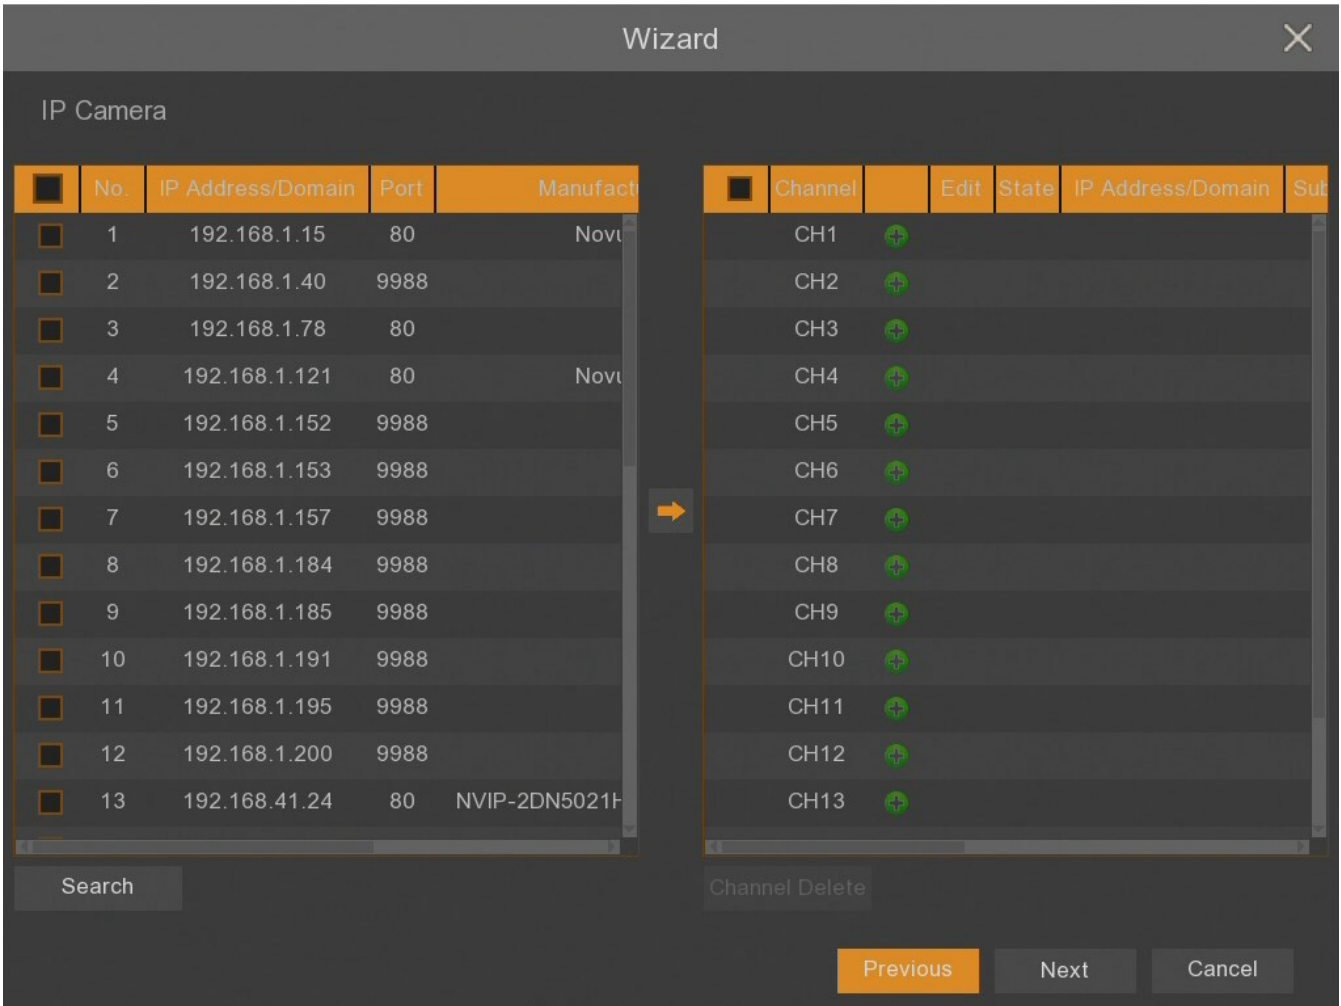 Wizard
IP Camera
No. IP Address/Domain Port Manufact
1 192.168.1.15 80 Nov
2 192.168.1.40 9988
3 192.168.1.78 80
4 192.168.1.121 80 Nov
5 192.168.1.152 9988
6 192.168.1.153 9988
7 192.168.1.157 9988
8 192.168.1.184 9988
9 192.168.1.185 9988
10 192.168.1.191 9988
11 192.168.1.195 9988
12 192.168.1.200 9988
13 192.168.41.24 80 NVIP-2DN5021H
Search
Channel Edit State IP Address/Domain Sub
CH1
CH2
CH3
CH4
CH5
CH6
CH7
CH8
CH9
CH10
CH11
CH12
CH13
Channel Delete
Previous Next Cancel